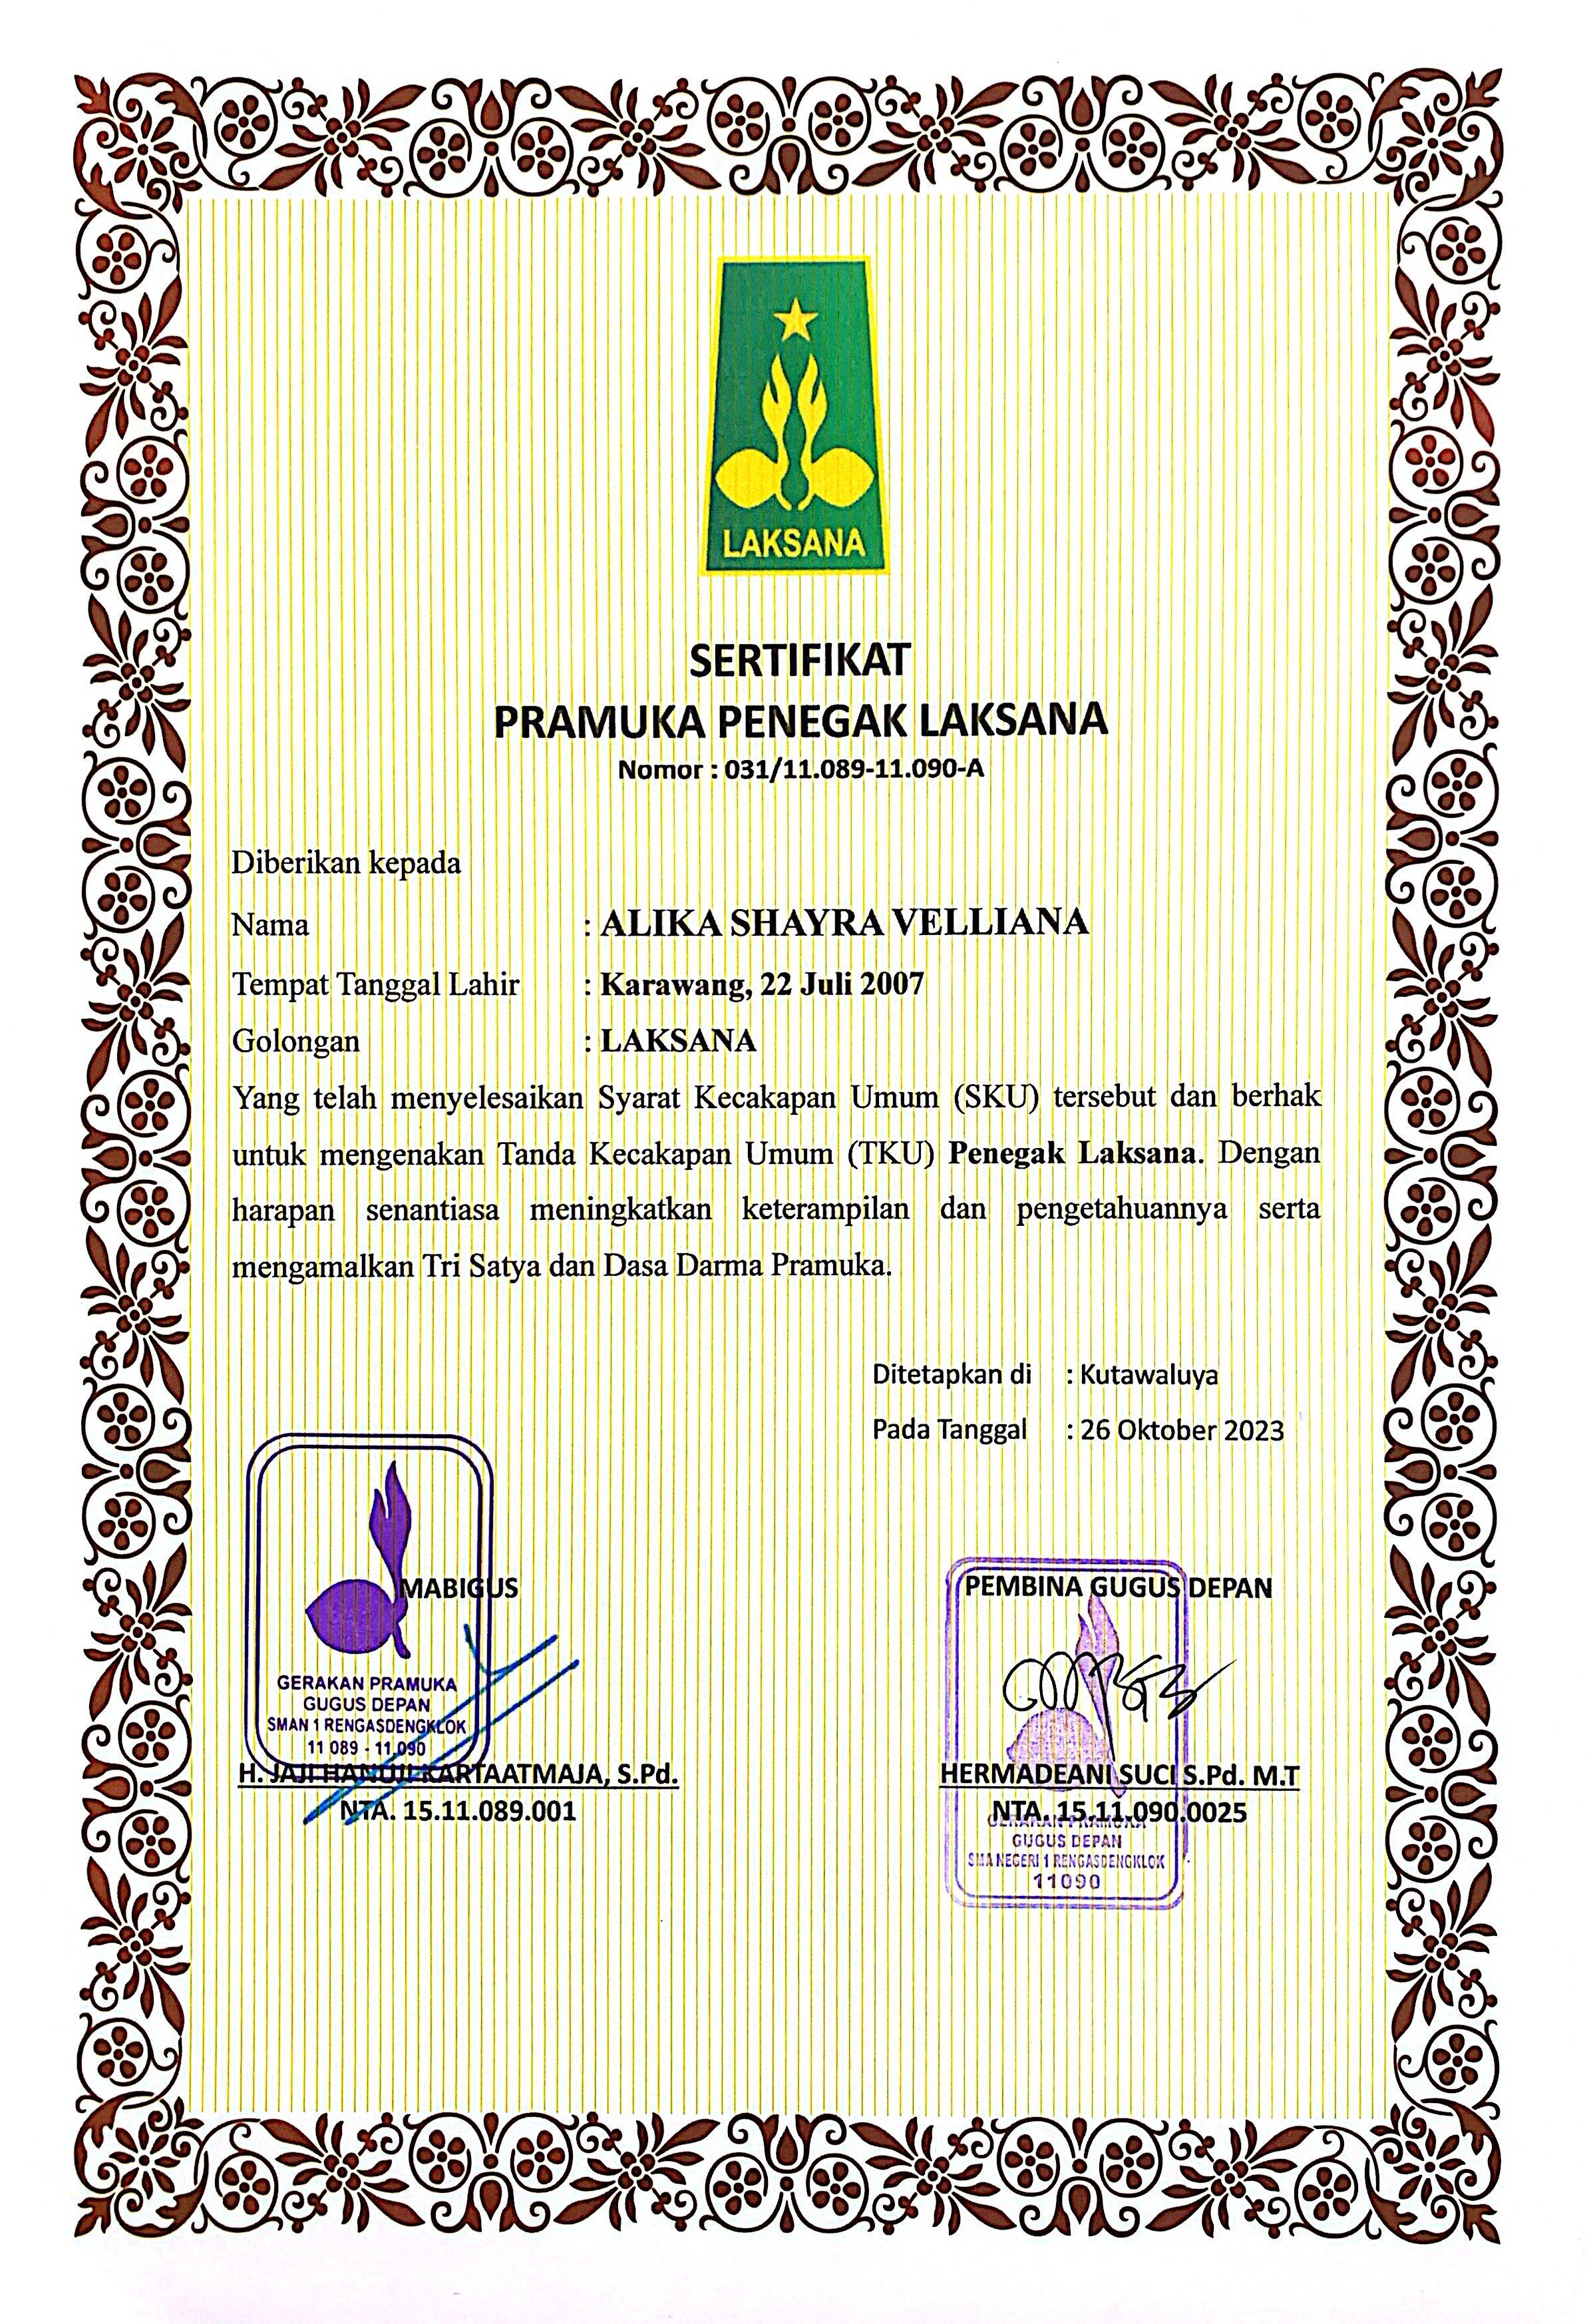 LAKSANA
SERTIFIKAT
PRAMUKA PENEGAK LAKSANA
Nomor : 031/11.089-11.090-A
Diberikan kepada
Nama : ALIKA SHAYRA VELLIANA
Tempat Tanggal Lahir : Karawang, 22 Juli 2007
Golongan : LAKSANA
Yang telah menyelesaikan Syarat Kecakapan Umum (SKU) tersebut dan berhak
untuk mengenakan Tanda Kecakapan Umum (TKU) Penegak Laksana. Dengan
harapan senantiasa meningkatkan keterampilan dan pengetahuannya serta
mengamalkan Tri Satya dan Dasa Darma Pramuka.
Ditetapkan di : Kutawaluya
Pada Tanggal : 26 Oktober 2023
MABIGUS
GERAKAN PRAMUKA
GUGUS DEPAN
SMAN 1 RENGASDENGKLOK
11 089 - 11.090
H. JAJI KARTAATMAJA, S.Pd.
NTA. 15.11.089.001
PEMBINA GUGUS DEPAN
HERMADEANI SUCI S.Pd. M.T
NTA. 15.11.090.0025
GERAKAN PRAMUKA
GUGUS DEPAN
SMA NEGERI 1 RENGASDENGKLOK
11090